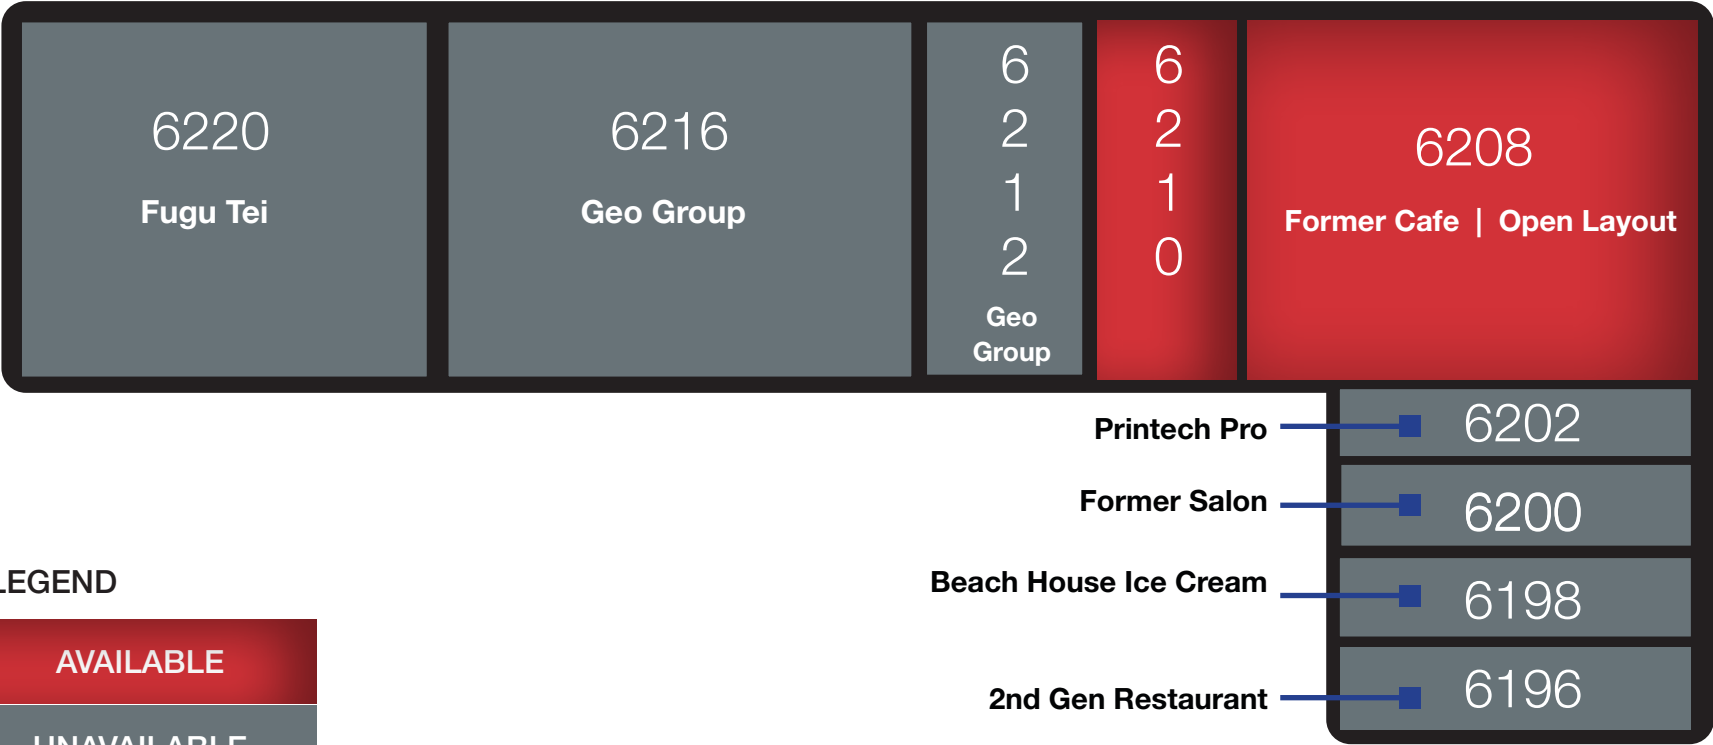 6220
Fugu Tei
6216
Geo Group
6
2
1
2
Geo
Group
6
2
1
0
6208
Former Cafe | Open Layout
Printech Pro
6202
Former Salon
6200
Beach House Ice Cream
6198
2nd Gen Restaurant
6196
LEGEND
AVAILABLE
UNAVAILABLE